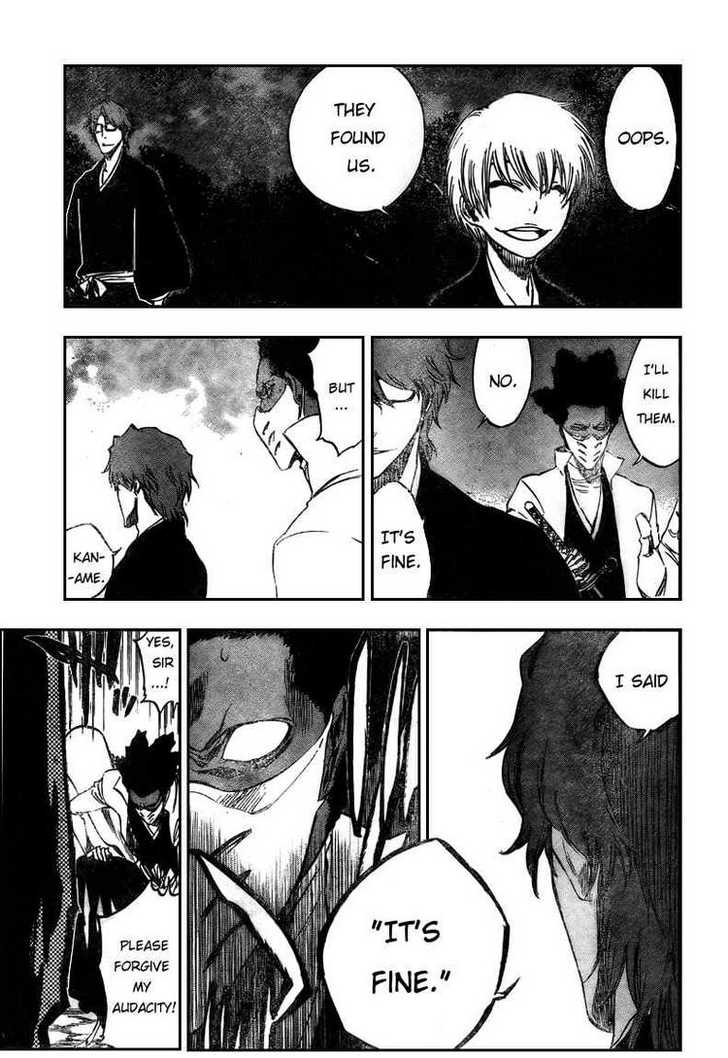 OOPS.
THEY
FOUND
US.
I'LL
KILL
THEM.
NO.
IT'S
FINE.
BUT
...
KAN-
-AME.
I SAID
"IT'S
FINE."
YES,
SIR
...!
PLEASE
FORGIVE
MY
AUDACITY!